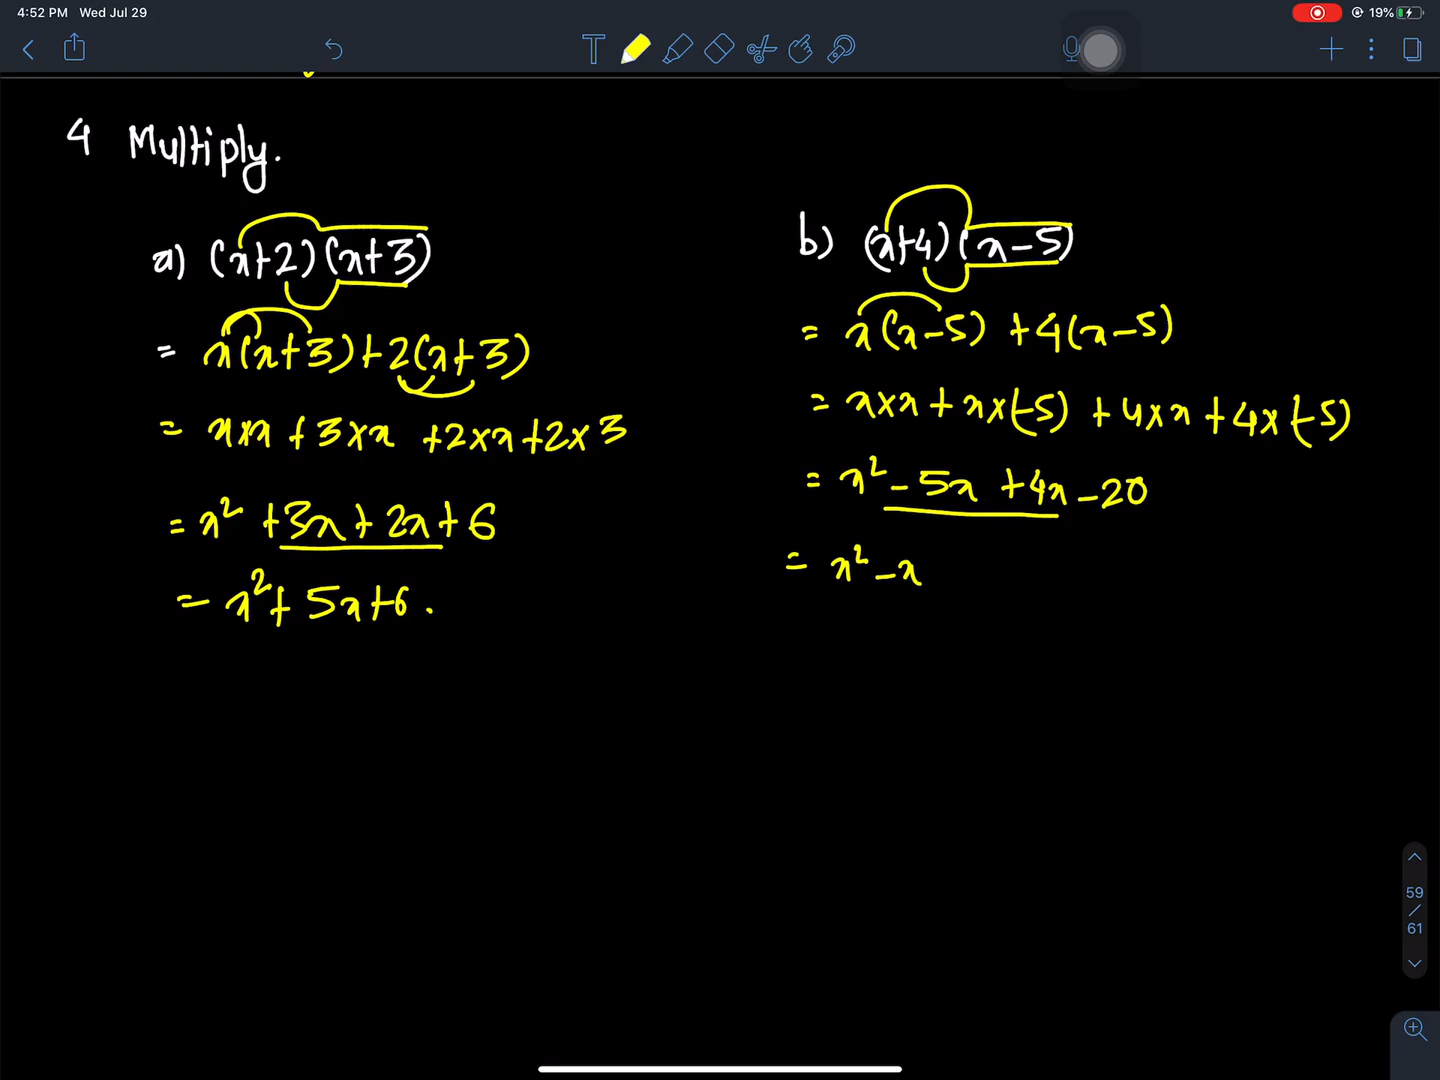 4:52 PM Wed Jul 29
19%
T
4 Multiply.
a) (x+2)(x+3)
= x(x+3)+2(x+3)
= x×x +3×x +2×x+2×3
= x² +3x+2x+6
= x²+ 5x+6.
b) (x+4)(x-5)
= x(x-5) +4(x-5)
= x×x + x×(-5) +4×x +4×(-5)
= x² -5x +4x -20
= x² -x
59
/
61